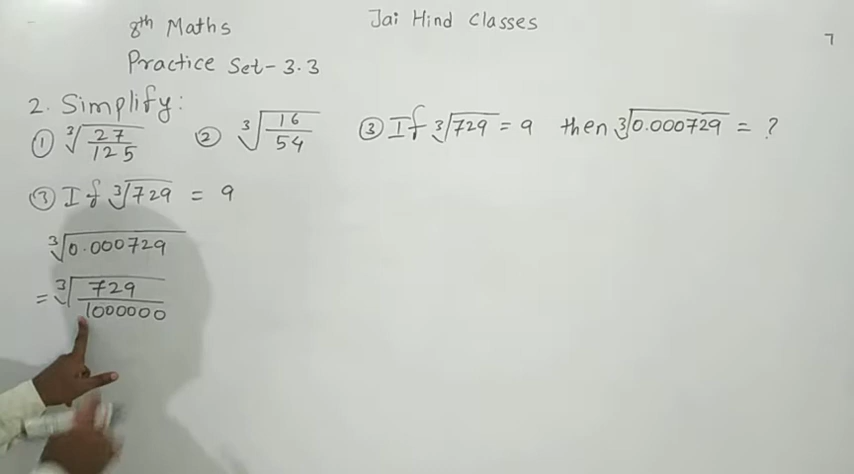 8th Maths
Jai Hind Classes
7
Practice Set-3.3
2. Simplify:
① ∛(27/125) ② ∛(16/54) ③ If ∛729 = 9 then ∛0.000729 = ?
③ If ∛729 = 9
∛0.000729
= ∛(729/1000000)